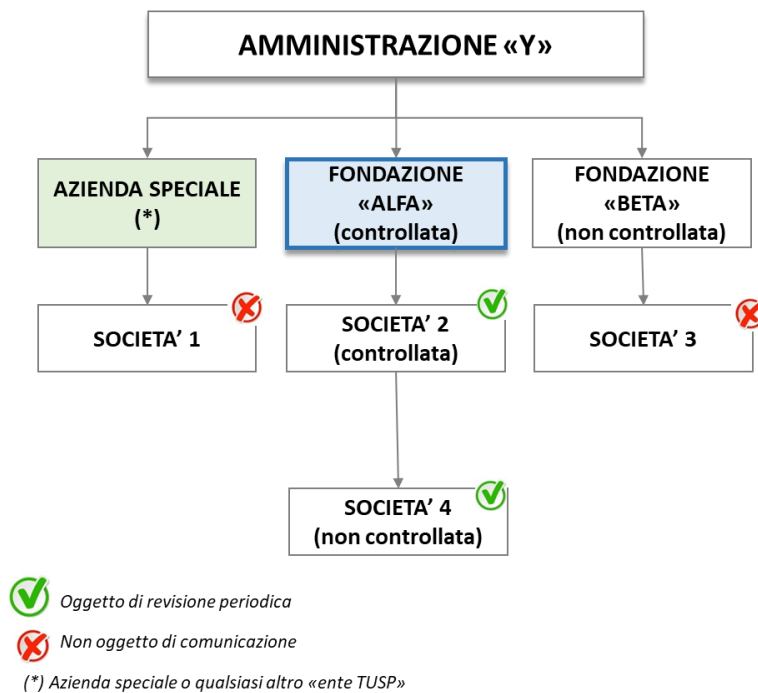 AMMINISTRAZIONE «Y»
AZIENDA SPECIALE
(*)
FONDAZIONE
«ALFA»
(controllata)
FONDAZIONE
«BETA»
(non controllata)
SOCIETA’ 1
SOCIETA’ 2
(controllata)
SOCIETA’ 3
SOCIETA’ 4
(non controllata)
Oggetto di revisione periodica
Non oggetto di comunicazione
(*) Azienda speciale o qualsiasi altro «ente TUSP»